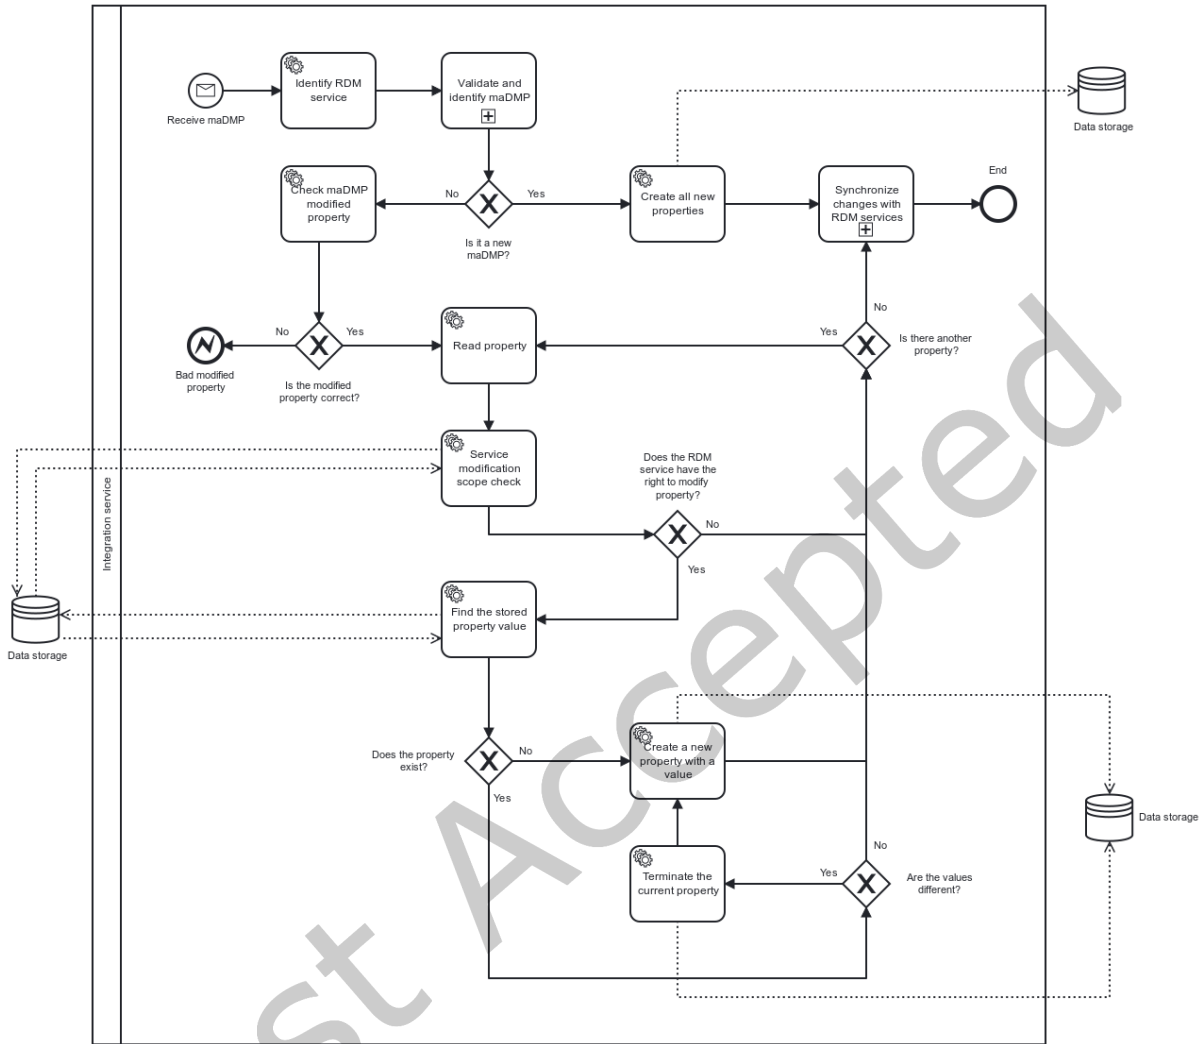 Identify RDM
service
Validate and
identify maDMP
Receive maDMP
Data storage
Check maDMP
modified
property
No
Yes
Is it a new
maDMP?
Create all new
properties
Synchronize
changes with
RDM services
End
No
Bad modified
property
No
Yes
Is the modified
property correct?
Read property
Yes
Is there another
property?
Service
modification
scope check
Does the RDM
service have the
right to modify
property?
No
Yes
Integration service
Data storage
Find the stored
property value
Does the property
exist?
No
Yes
Create a new
property with a
value
Data storage
No
Terminate the
current property
Yes
Are the values
different?
st Accepted